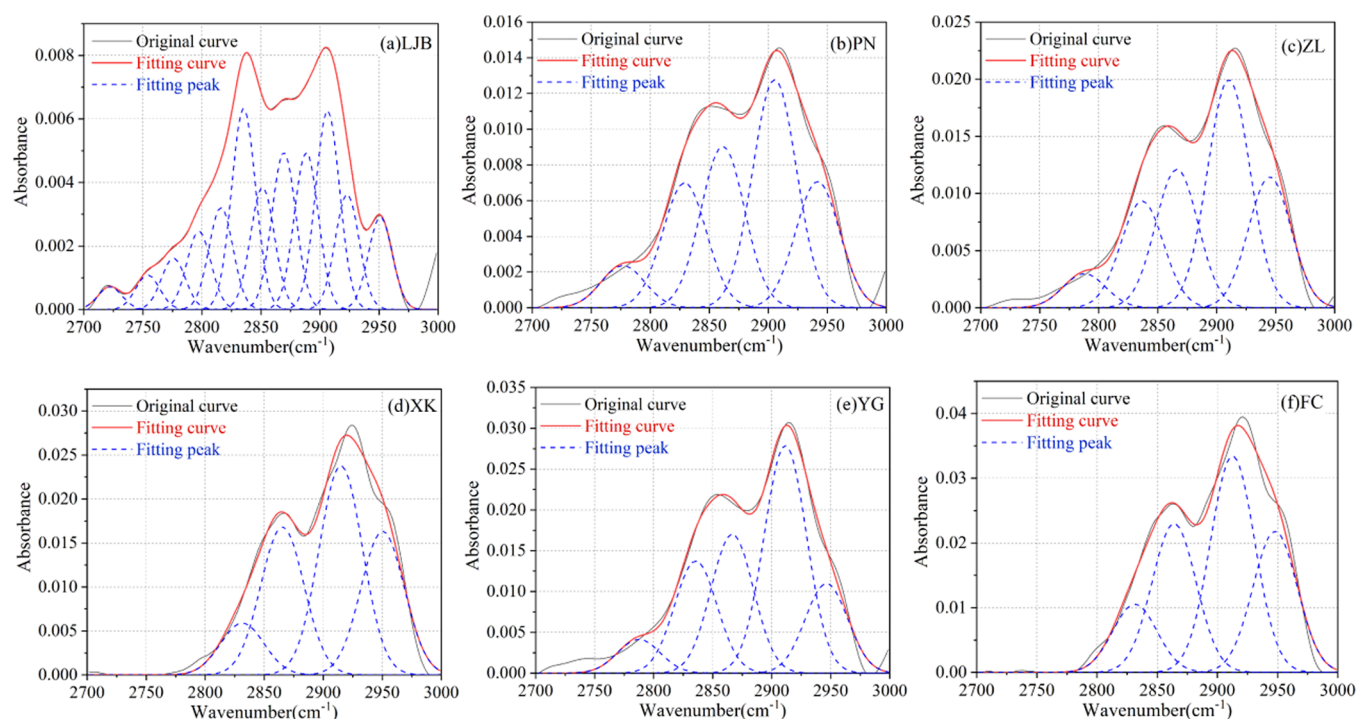 (a)LJB
Original curve
Fitting curve
Fitting peak
0.008
0.006
0.004
0.002
0.000
Absorbance
2700 2750 2800 2850 2900 2950 3000
Wavenumber(cm⁻¹)
(b)PN
Original curve
Fitting curve
Fitting peak
0.016
0.014
0.012
0.010
0.008
0.006
0.004
0.002
0.000
Absorbance
2700 2750 2800 2850 2900 2950 3000
Wavenumber(cm⁻¹)
(c)ZL
Original curve
Fitting curve
Fitting peak
0.025
0.020
0.015
0.010
0.005
0.000
Absorbance
2700 2750 2800 2850 2900 2950 3000
Wavenumber(cm⁻¹)
(d)XK
Original curve
Fitting curve
Fitting peak
0.030
0.025
0.020
0.015
0.010
0.005
0.000
Absorbance
2700 2750 2800 2850 2900 2950 3000
Wavenumber(cm⁻¹)
(e)YG
Original curve
Fitting curve
Fitting peak
0.035
0.030
0.025
0.020
0.015
0.010
0.005
0.000
Absorbance
2700 2750 2800 2850 2900 2950 3000
Wavenumber(cm⁻¹)
(f)FC
Original curve
Fitting curve
Fitting peak
0.04
0.03
0.02
0.01
0.00
Absorbance
2700 2750 2800 2850 2900 2950 3000
Wavenumber(cm⁻¹)